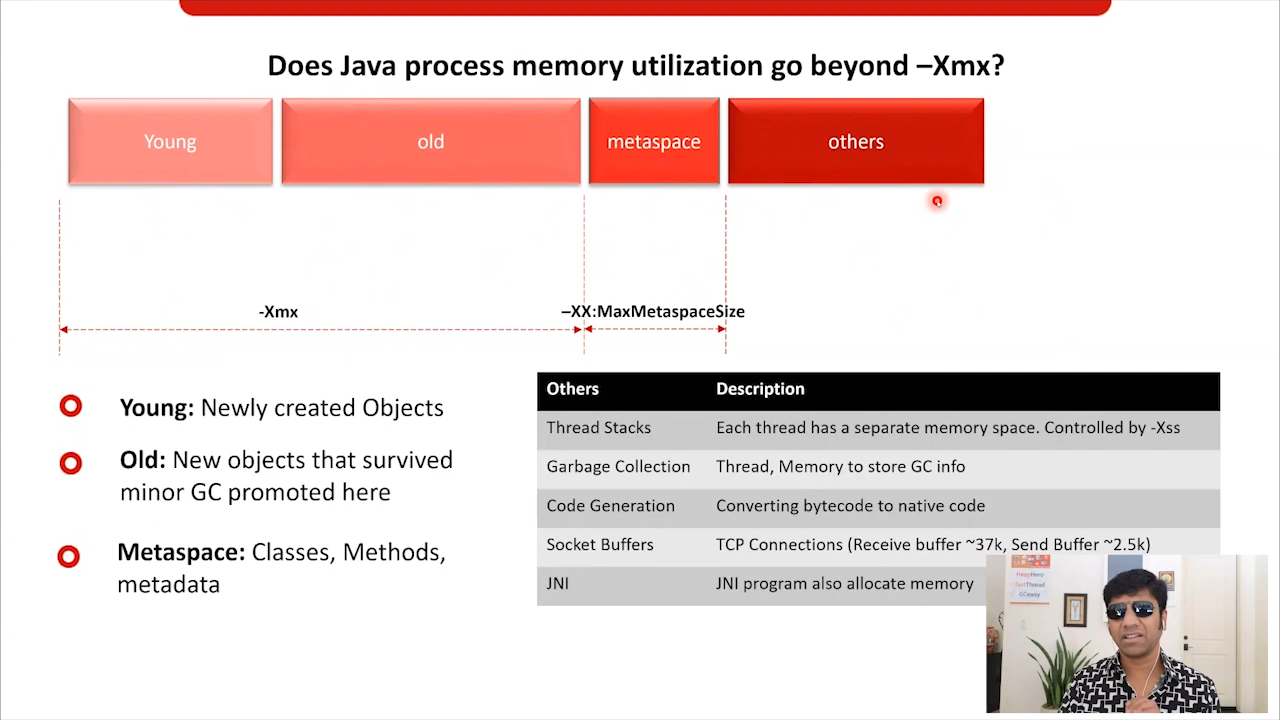 Does Java process memory utilization go beyond –Xmx?
Young
old
metaspace
others
-Xmx
–XX:MaxMetaspaceSize
Young: Newly created Objects
Old: New objects that survived
minor GC promoted here
Metaspace: Classes, Methods,
metadata
Others Description
Thread Stacks Each thread has a separate memory space. Controlled by -Xss
Garbage Collection Thread, Memory to store GC info
Code Generation Converting bytecode to native code
Socket Buffers TCP Connections (Receive buffer ~37k, Send Buffer ~2.5k)
JNI JNI program also allocate memory
HeapHero
fastThread
GCeasy